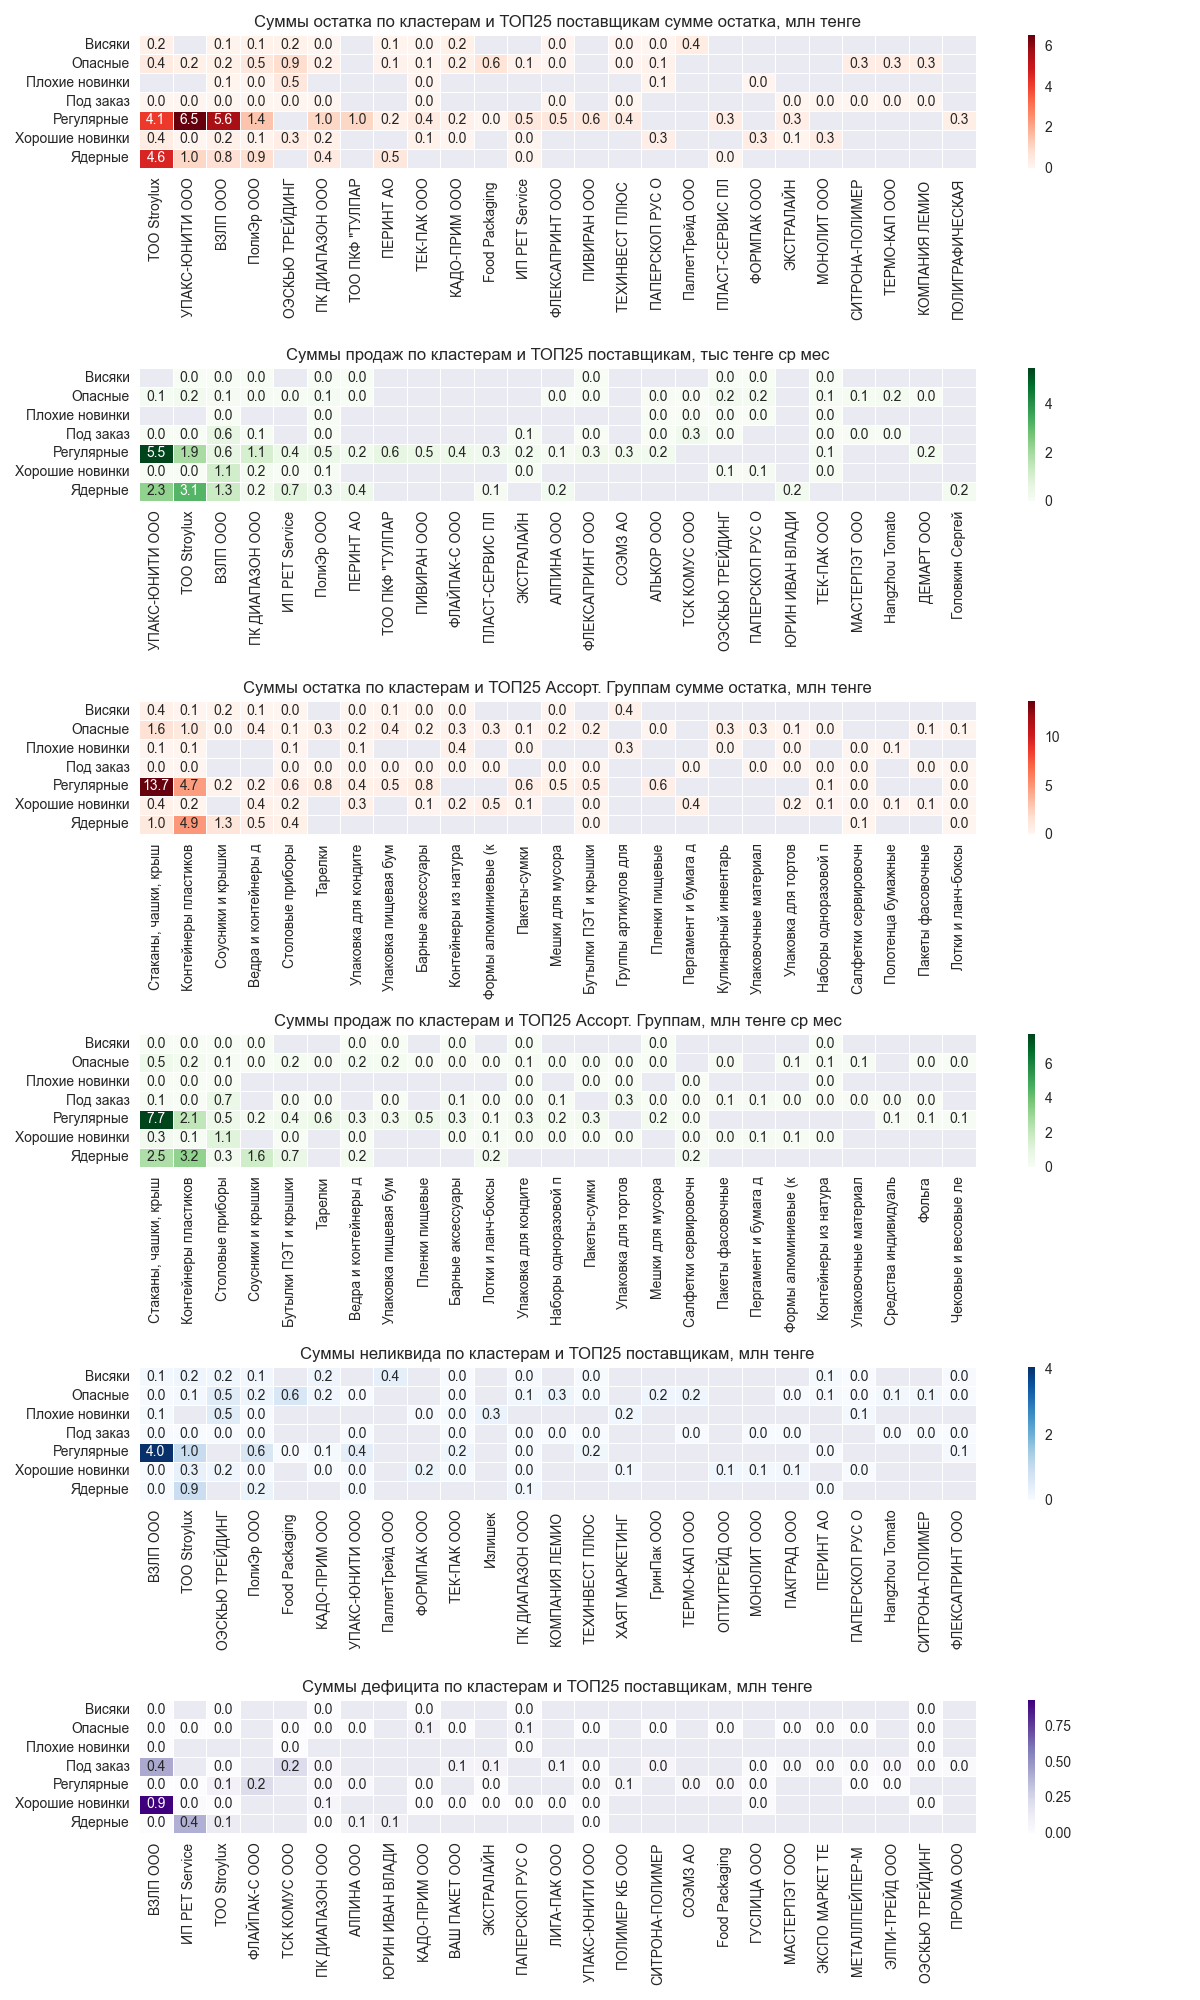 Суммы остатка по кластерам и ТОП25 поставщикам сумме остатка, млн тенге
Висяки 0.2 0.1 0.1 0.2 0.0 0.1 0.0 0.2 0.0 0.0 0.0 0.4
Опасные 0.4 0.2 0.2 0.5 0.9 0.2 0.1 0.1 0.2 0.6 0.1 0.0 0.0 0.1 0.3 0.3 0.3
Плохие новинки 0.1 0.0 0.5 0.0 0.1 0.0
Под заказ 0.0 0.0 0.0 0.0 0.0 0.0 0.0 0.0 0.0 0.0 0.0 0.0 0.0 0.0
Регулярные 4.1 6.5 5.6 1.4 1.0 1.0 0.2 0.4 0.2 0.0 0.5 0.5 0.6 0.4 0.3 0.3 0.3
Хорошие новинки 0.4 0.0 0.2 0.1 0.3 0.2 0.1 0.0 0.0 0.3 0.3 0.1 0.3
Ядерные 4.6 1.0 0.8 0.9 0.4 0.5 0.0 0.0
6
4
2
0
ТОО Stroylux
УПАКС-ЮНИТИ ООО
ВЗЛП ООО
ПолиЭр ООО
ОЭСКЬЮ ТРЕЙДИНГ
ПК ДИАПАЗОН ООО
ТОО ПКФ "ТУЛПАР
ПЕРИНТ АО
ТЕК-ПАК ООО
КАДО-ПРИМ ООО
Food Packaging
ИП PET Service
ФЛЕКСАПРИНТ ООО
ПИВИРАН ООО
ТЕХИНВЕСТ ПЛЮС
ПАПЕРСКОП РУС О
ПаллетТрейд ООО
ПЛАСТ-СЕРВИС ПЛ
ФОРМПАК ООО
ЭКСТРАЛАЙН
МОНОЛИТ ООО
СИТРОНА-ПОЛИМЕР
ТЕРМО-КАП ООО
КОМПАНИЯ ЛЕМИО
ПОЛИГРАФИЧЕСКАЯ
Суммы продаж по кластерам и ТОП25 поставщикам, тыс тенге ср мес
Висяки 0.0 0.0 0.0 0.0 0.0 0.0 0.0 0.0 0.0
Опасные 0.1 0.2 0.1 0.0 0.0 0.1 0.0 0.0 0.0 0.0 0.0 0.2 0.2 0.1 0.1 0.2 0.0
Плохие новинки 0.0 0.0 0.0 0.0 0.0 0.0 0.0
Под заказ 0.0 0.0 0.6 0.1 0.0 0.1 0.0 0.0 0.3 0.0 0.0 0.0 0.0
Регулярные 5.5 1.9 0.6 1.1 0.4 0.5 0.2 0.6 0.5 0.4 0.3 0.2 0.1 0.3 0.3 0.2 0.1 0.2
Хорошие новинки 0.0 0.0 1.1 0.2 0.0 0.1 0.0 0.1 0.1 0.0
Ядерные 2.3 3.1 1.3 0.2 0.7 0.3 0.4 0.1 0.2 0.2 0.2
4
2
0
УПАКС-ЮНИТИ ООО
ТОО Stroylux
ВЗЛП ООО
ПК ДИАПАЗОН ООО
ИП PET Service
ПолиЭр ООО
ПЕРИНТ АО
ТОО ПКФ "ТУЛПАР
ПИВИРАН ООО
ФЛАЙПАК-С ООО
ПЛАСТ-СЕРВИС ПЛ
ЭКСТРАЛАЙН
АЛПИНА ООО
ФЛЕКСАПРИНТ ООО
СОЭМЗ АО
АЛЬКОР ООО
ТСК КОМУС ООО
ОЭСКЬЮ ТРЕЙДИНГ
ПАПЕРСКОП РУС О
ЮРИН ИВАН ВЛАДИ
ТЕК-ПАК ООО
МАСТЕРПЭТ ООО
Hangzhou Tomato
ДЕМАРТ ООО
Головкин Сергей
Суммы остатка по кластерам и ТОП25 Ассорт. Группам сумме остатка, млн тенге
Висяки 0.4 0.1 0.2 0.1 0.0 0.0 0.1 0.0 0.0 0.0 0.4
Опасные 1.6 1.0 0.0 0.4 0.1 0.3 0.2 0.4 0.2 0.3 0.3 0.1 0.2 0.2 0.0 0.3 0.3 0.1 0.0 0.1 0.1
Плохие новинки 0.1 0.1 0.1 0.1 0.4 0.0 0.3 0.0 0.0 0.0 0.1
Под заказ 0.0 0.0 0.0 0.0 0.0 0.0 0.0 0.0 0.0 0.0 0.0 0.0 0.0 0.0 0.0 0.0 0.0 0.0
Регулярные 13.7 4.7 0.2 0.2 0.6 0.8 0.4 0.5 0.8 0.6 0.5 0.5 0.6 0.1 0.0 0.0
Хорошие новинки 0.4 0.2 0.4 0.2 0.3 0.1 0.2 0.5 0.1 0.0 0.4 0.2 0.1 0.0 0.1 0.1 0.0
Ядерные 1.0 4.9 1.3 0.5 0.4 0.0 0.1 0.0
10
5
0
Стаканы, чашки, крыш
Контейнеры пластиков
Соусники и крышки
Ведра и контейнеры д
Столовые приборы
Тарелки
Упаковка для кондите
Упаковка пищевая бум
Барные аксессуары
Контейнеры из натура
Формы алюминиевые (к
Пакеты-сумки
Мешки для мусора
Бутылки ПЭТ и крышки
Группы артикулов для
Пленки пищевые
Пергамент и бумага д
Кулинарный инвентарь
Упаковочные материал
Упаковка для тортов
Наборы одноразовой п
Салфетки сервировочн
Полотенца бумажные
Пакеты фасовочные
Лотки и ланч-боксы
Суммы продаж по кластерам и ТОП25 Ассорт. Группам, млн тенге ср мес
Висяки 0.0 0.0 0.0 0.0 0.0 0.0 0.0 0.0 0.0 0.0
Опасные 0.5 0.2 0.1 0.0 0.2 0.0 0.2 0.2 0.0 0.0 0.0 0.1 0.0 0.0 0.0 0.0 0.0 0.1 0.1 0.1 0.0 0.0
Плохие новинки 0.0 0.0 0.0 0.0 0.0 0.0 0.0 0.0
Под заказ 0.1 0.0 0.7 0.0 0.0 0.0 0.1 0.0 0.0 0.1 0.3 0.0 0.0 0.1 0.1 0.0 0.0 0.0 0.0 0.0
Регулярные 7.7 2.1 0.5 0.2 0.4 0.6 0.3 0.3 0.5 0.3 0.1 0.3 0.2 0.3 0.2 0.0 0.1 0.1 0.1
Хорошие новинки 0.3 0.1 1.1 0.0 0.0 0.0 0.1 0.0 0.0 0.0 0.0 0.0 0.0 0.1 0.1 0.0
Ядерные 2.5 3.2 0.3 1.6 0.7 0.2 0.2 0.2
6
4
2
0
Стаканы, чашки, крыш
Контейнеры пластиков
Столовые приборы
Соусники и крышки
Бутылки ПЭТ и крышки
Тарелки
Ведра и контейнеры д
Упаковка пищевая бум
Пленки пищевые
Барные аксессуары
Лотки и ланч-боксы
Упаковка для кондите
Наборы одноразовой п
Пакеты-сумки
Упаковка для тортов
Мешки для мусора
Салфетки сервировочн
Пакеты фасовочные
Пергамент и бумага д
Формы алюминиевые (к
Контейнеры из натура
Упаковочные материал
Средства индивидуаль
Фольга
Чековые и весовые ле
Суммы неликвида по кластерам и ТОП25 поставщикам, млн тенге
Висяки 0.1 0.2 0.2 0.1 0.2 0.4 0.0 0.0 0.0 0.1 0.0 0.0
Опасные 0.0 0.1 0.5 0.2 0.6 0.2 0.0 0.0 0.1 0.3 0.0 0.2 0.2 0.0 0.1 0.0 0.1 0.1 0.0
Плохие новинки 0.1 0.5 0.0 0.0 0.0 0.3 0.2 0.1
Под заказ 0.0 0.0 0.0 0.0 0.0 0.0 0.0 0.0 0.0 0.0 0.0 0.0 0.0 0.0 0.0
Регулярные 4.0 1.0 0.6 0.0 0.1 0.4 0.2 0.0 0.2 0.0 0.1
Хорошие новинки 0.0 0.3 0.2 0.0 0.0 0.0 0.2 0.0 0.0 0.1 0.1 0.1 0.1 0.0
Ядерные 0.0 0.9 0.2 0.0 0.1 0.0
4
2
0
ВЗЛП ООО
ТОО Stroylux
ОЭСКЬЮ ТРЕЙДИНГ
ПолиЭр ООО
Food Packaging
КАДО-ПРИМ ООО
УПАКС-ЮНИТИ ООО
ПаллетТрейд ООО
ФОРМПАК ООО
ТЕК-ПАК ООО
Излишек
ПК ДИАПАЗОН ООО
КОМПАНИЯ ЛЕМИО
ТЕХИНВЕСТ ПЛЮС
ХАЯТ МАРКЕТИНГ
ГринПак ООО
ТЕРМО-КАП ООО
ОПТИТРЕЙД ООО
МОНОЛИТ ООО
ПАКГРАД ООО
ПЕРИНТ АО
ПАПЕРСКОП РУС О
Hangzhou Tomato
СИТРОНА-ПОЛИМЕР
ФЛЕКСАПРИНТ ООО
Суммы дефицита по кластерам и ТОП25 поставщикам, млн тенге
Висяки 0.0 0.0 0.0 0.0 0.0 0.0
Опасные 0.0 0.0 0.0 0.0 0.0 0.0 0.1 0.0 0.1 0.0 0.0 0.0 0.0 0.0 0.0 0.0
Плохие новинки 0.0 0.0 0.0 0.0
Под заказ 0.4 0.0 0.2 0.0 0.1 0.1 0.1 0.0 0.0 0.0 0.0 0.0 0.0 0.0 0.0 0.0
Регулярные 0.0 0.0 0.1 0.2 0.0 0.0 0.0 0.0 0.0 0.1 0.0 0.0 0.0 0.0 0.0
Хорошие новинки 0.9 0.0 0.0 0.1 0.0 0.0 0.0 0.0 0.0 0.0 0.0 0.0
Ядерные 0.0 0.4 0.1 0.0 0.1 0.1 0.0
0.75
0.50
0.25
0.00
ВЗЛП ООО
ИП PET Service
ТОО Stroylux
ФЛАЙПАК-С ООО
ТСК КОМУС ООО
ПК ДИАПАЗОН ООО
АЛПИНА ООО
ЮРИН ИВАН ВЛАДИ
КАДО-ПРИМ ООО
ВАШ ПАКЕТ ООО
ЭКСТРАЛАЙН
ПАПЕРСКОП РУС О
ЛИГА-ПАК ООО
УПАКС-ЮНИТИ ООО
ПОЛИМЕР КБ ООО
СИТРОНА-ПОЛИМЕР
СОЭМЗ АО
Food Packaging
ГУСЛИЦА ООО
МАСТЕРПЭТ ООО
ЭКСПО МАРКЕТ ТЕ
МЕТАЛЛПЕЙПЕР-М
ЭЛПИ-ТРЕЙД ООО
ОЭСКЬЮ ТРЕЙДИНГ
ПРОМА ООО